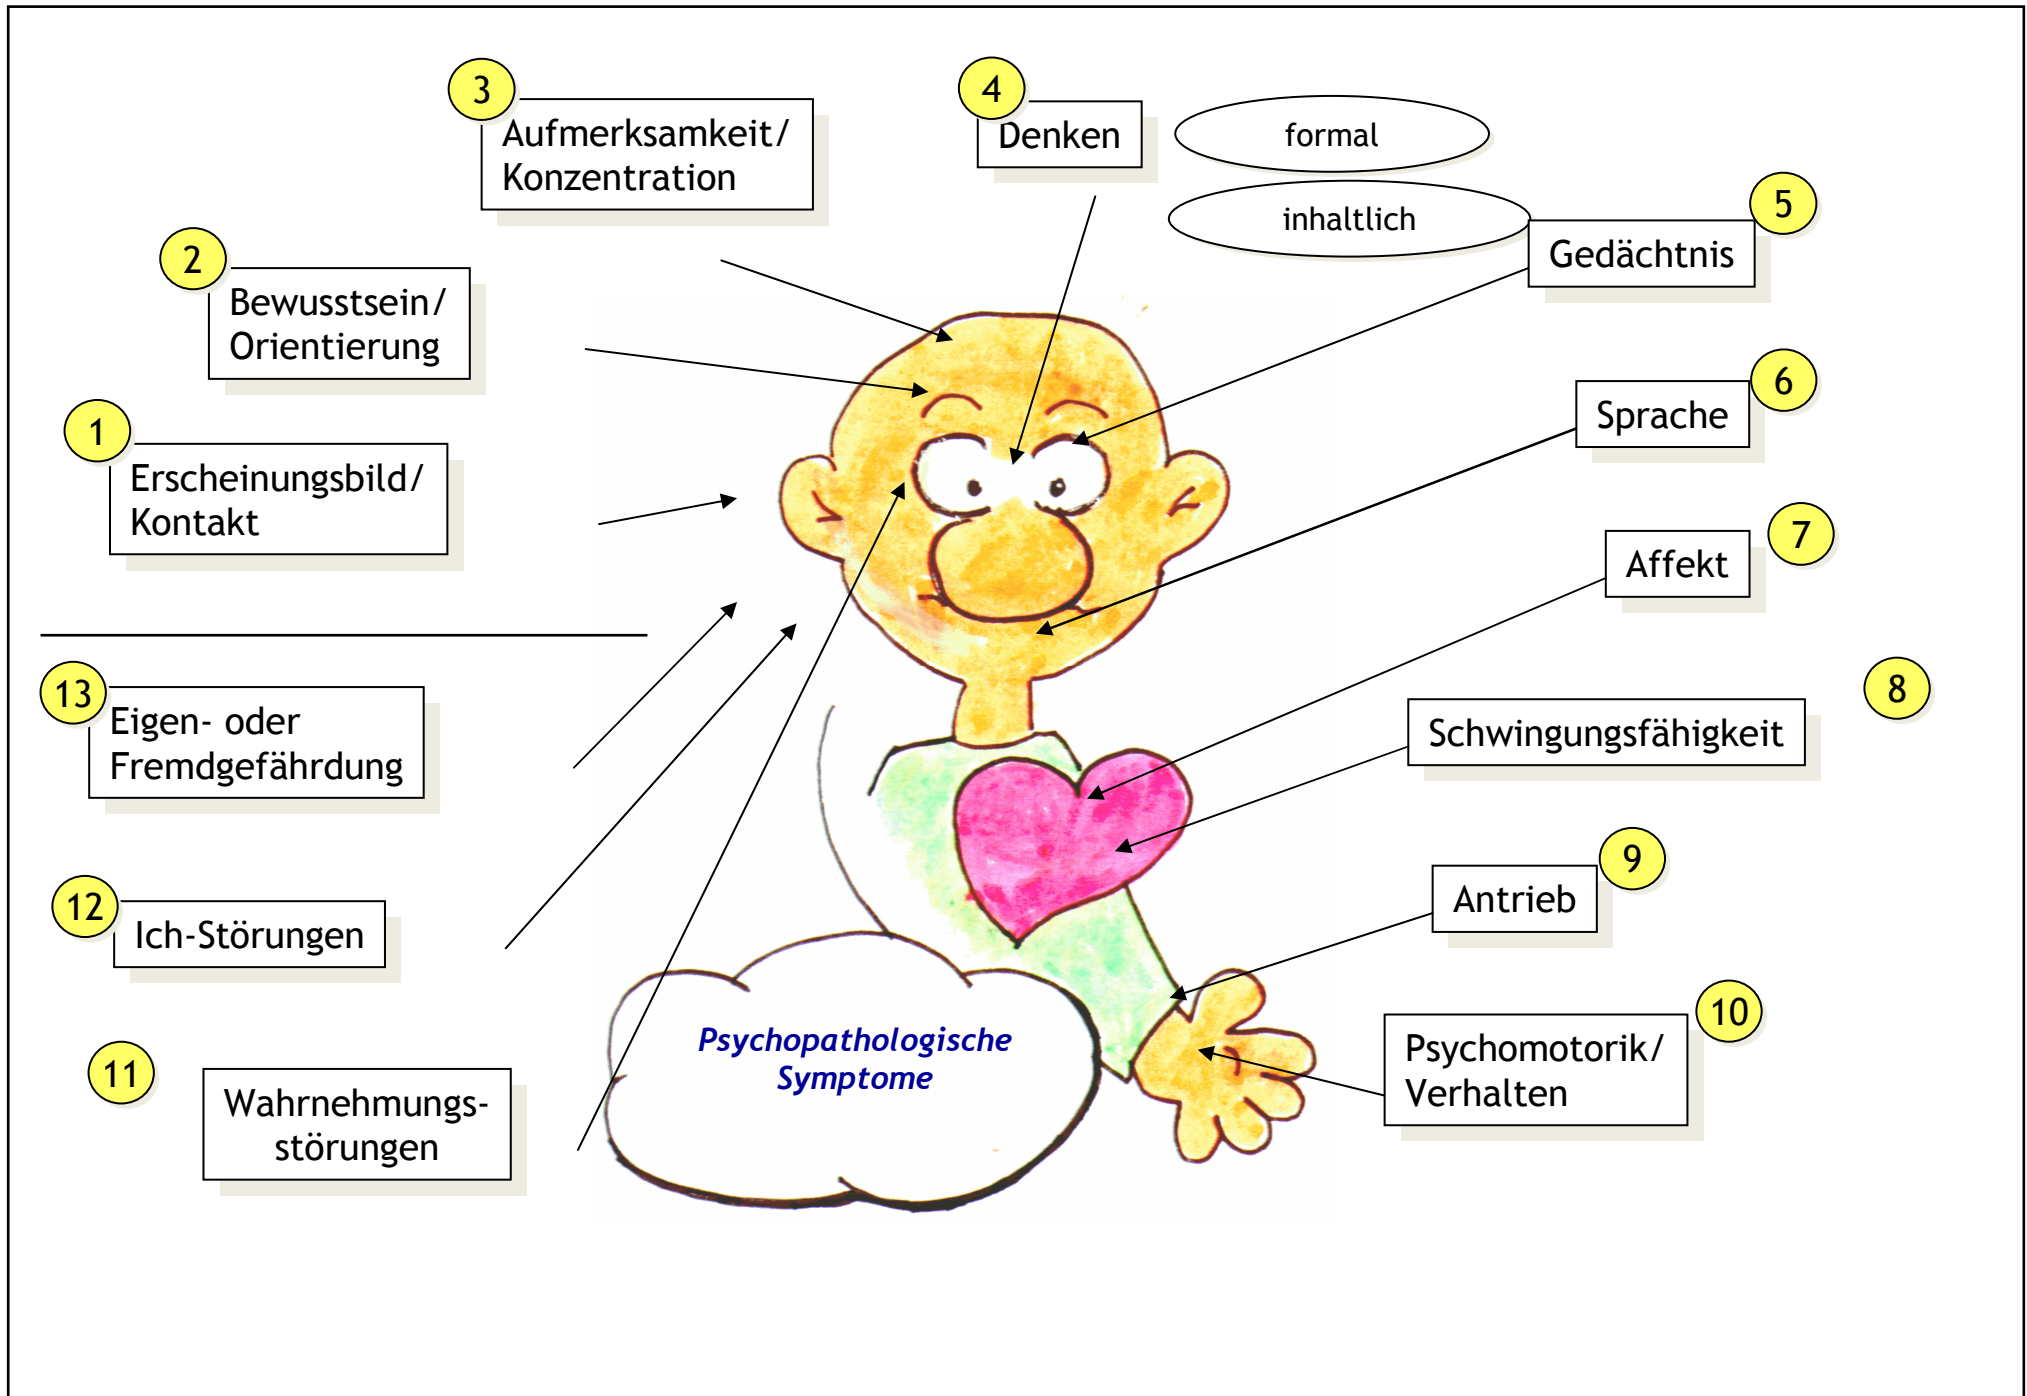 3
Aufmerksamkeit/
Konzentration
4
Denken
formal
inhaltlich
5
Gedächtnis
2
Bewusstsein/
Orientierung
6
Sprache
1
Erscheinungsbild/
Kontakt
7
Affekt
8
Schwingungsfähigkeit
13
Eigen- oder
Fremdgefährdung
9
Antrieb
12
Ich-Störungen
10
Psychomotorik/
Verhalten
11
Wahrnehmungs-
störungen
Psychopathologische
Symptome